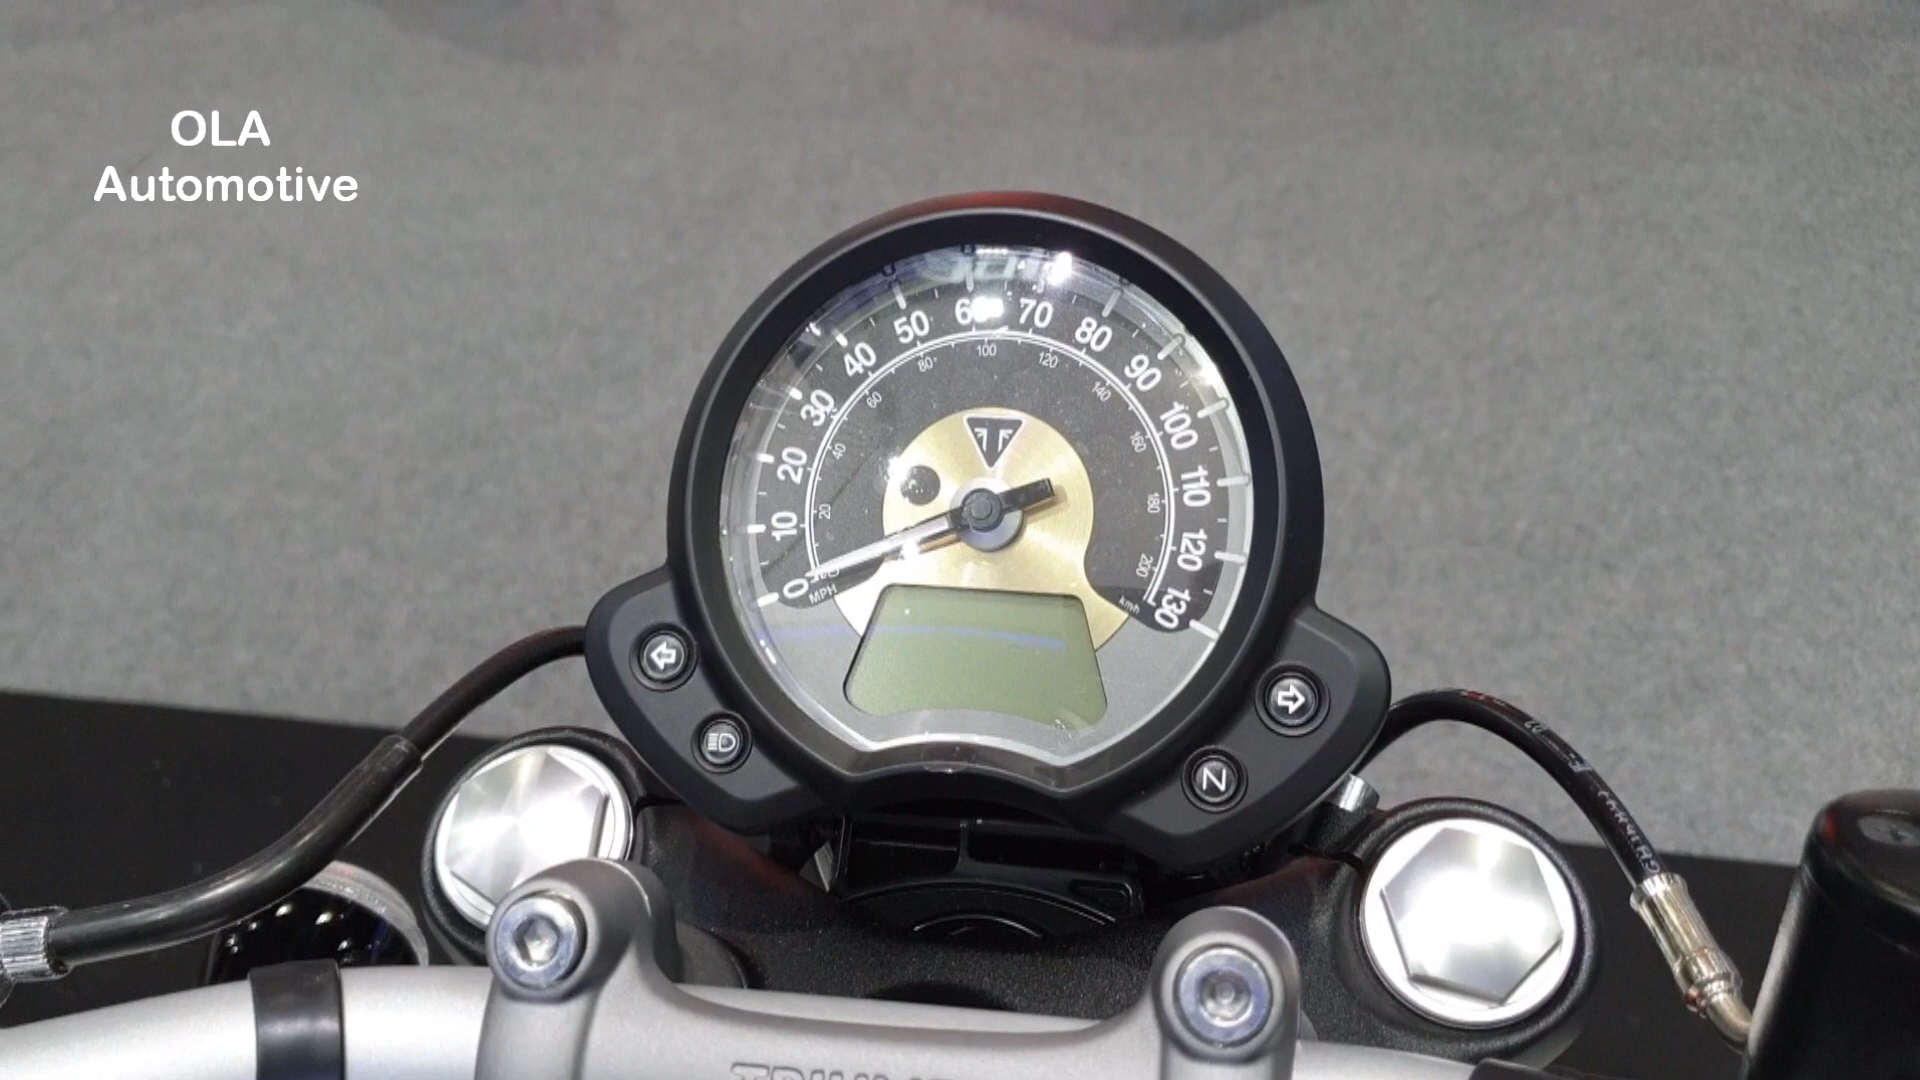 OLA
Automotive
0 10 20 30 40 50 60 70 80 90 100 110 120 130
20 40 60 80 100 120 140 160 180 200
MPH
kmh
N